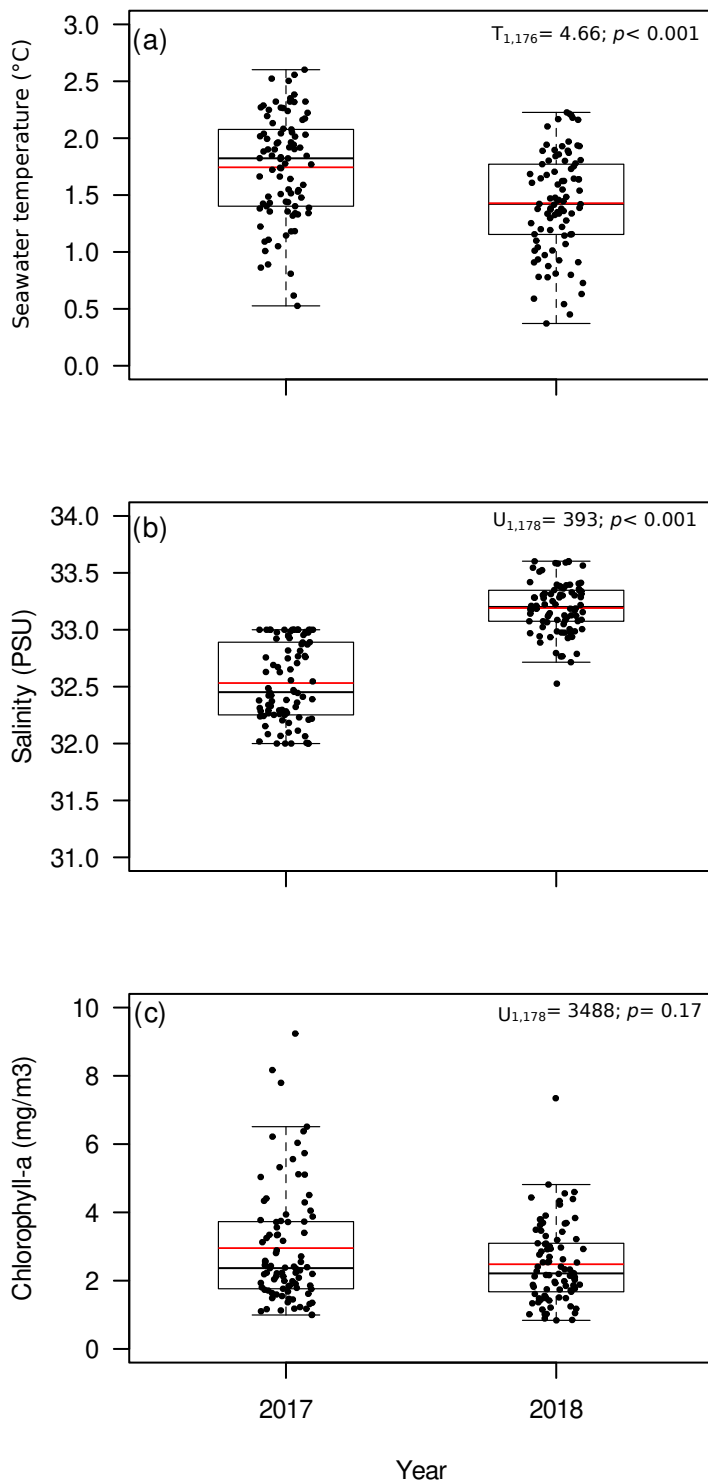 (a)
T1,176= 4.66; p< 0.001
Seawater temperature (°C)
3.0
2.5
2.0
1.5
1.0
0.5
0.0
(b)
U1,178= 393; p< 0.001
Salinity (PSU)
34.0
33.5
33.0
32.5
32.0
31.5
31.0
(c)
U1,178= 3488; p= 0.17
Chlorophyll-a (mg/m3)
10
8
6
4
2
0
2017 2018
Year